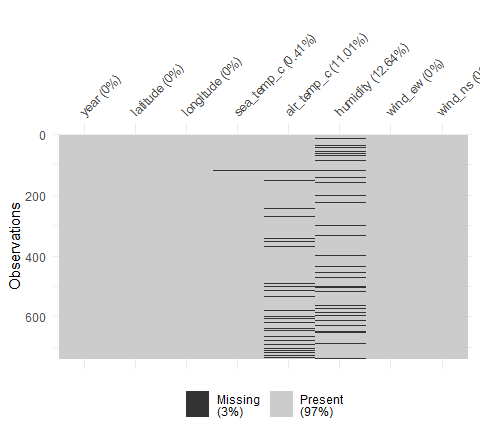 year (0%)
latitude (0%)
longitude (0%)
sea_temp_c (0.41%)
air_temp_c (11.01%)
humidity (12.64%)
wind_ew (0%)
wind_ns (0
0
200
400
600
Observations
Missing
(3%)
Present
(97%)